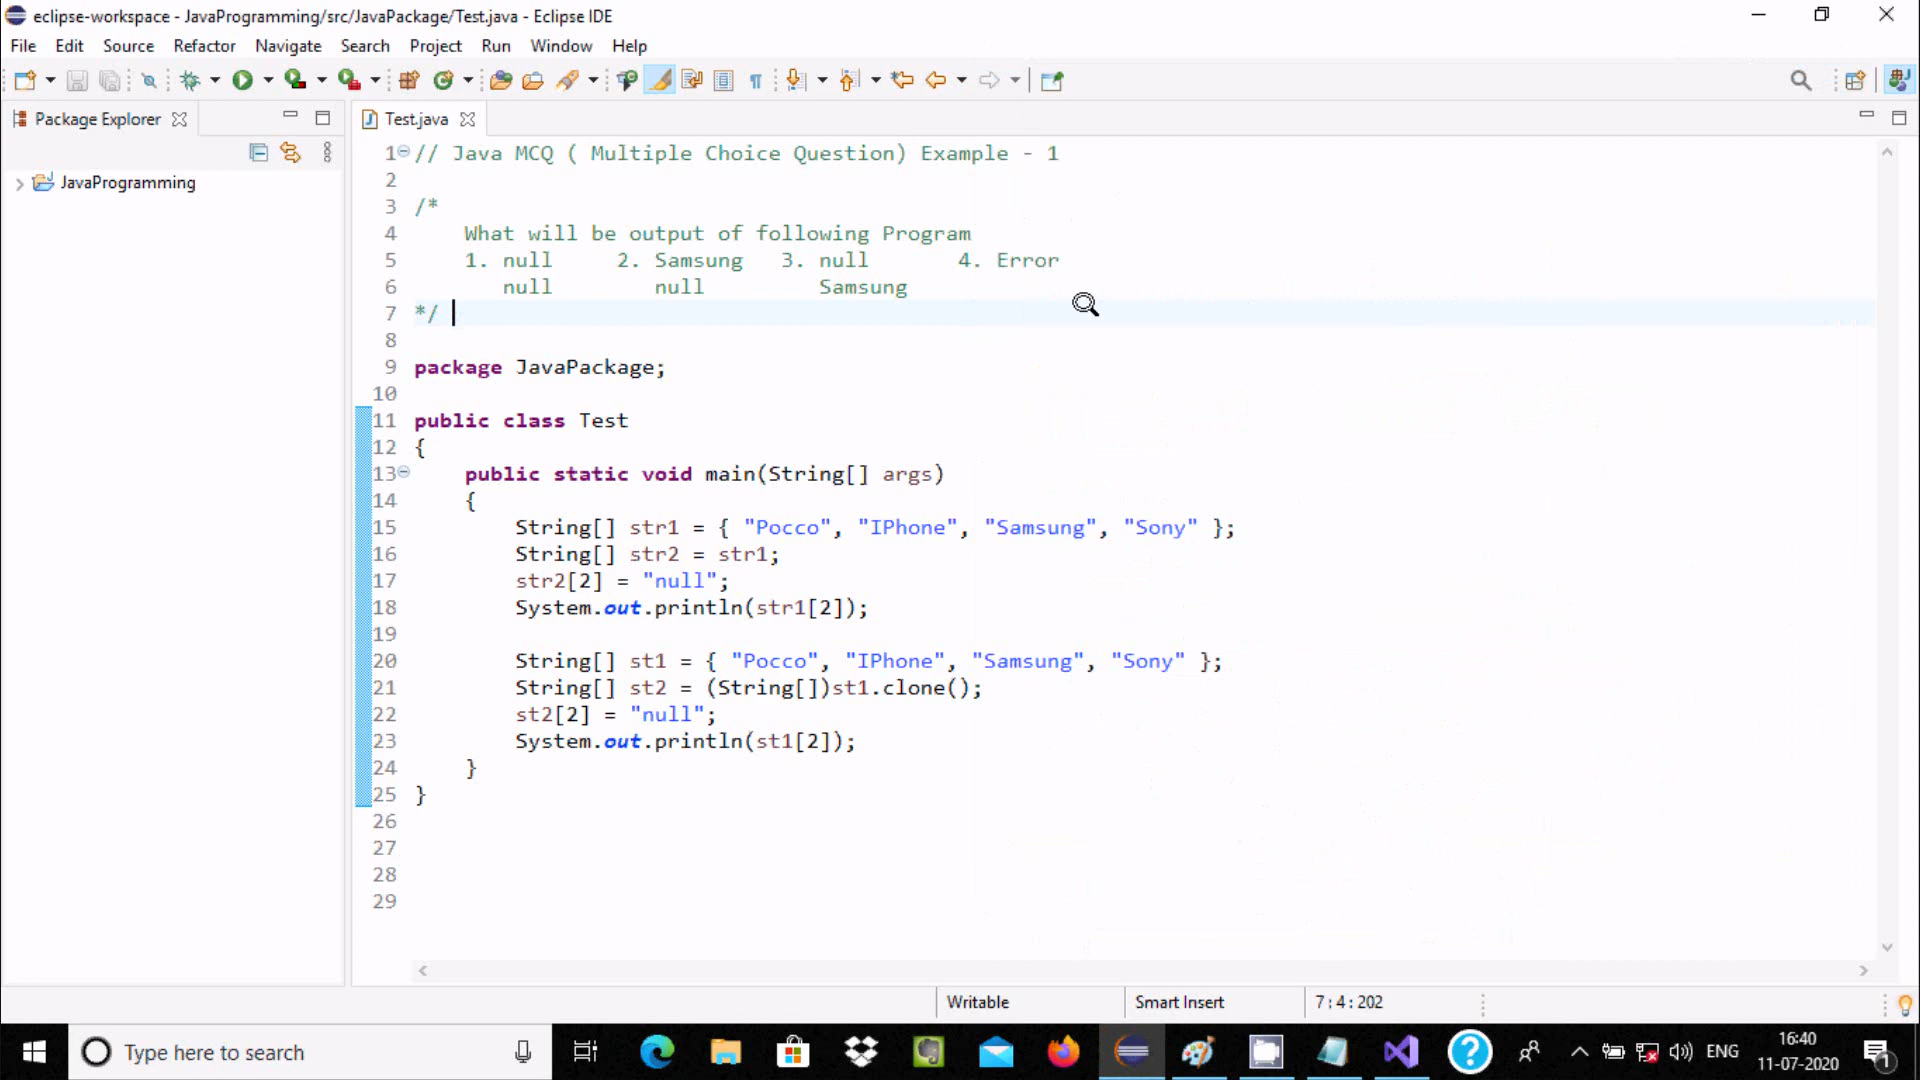 eclipse-workspace - JavaProgramming/src/JavaPackage/Test.java - Eclipse IDE
File Edit Source Refactor Navigate Search Project Run Window Help
Package Explorer
Test.java
JavaProgramming
1 // Java MCQ ( Multiple Choice Question) Example - 1
2
3 /*
4     What will be output of following Program
5     1. null     2. Samsung   3. null       4. Error
6        null        null         Samsung
7 */
8
9 package JavaPackage;
10
11 public class Test
12 {
13     public static void main(String[] args)
14     {
15         String[] str1 = { "Pocco", "IPhone", "Samsung", "Sony" };
16         String[] str2 = str1;
17         str2[2] = "null";
18         System.out.println(str1[2]);
19
20         String[] st1 = { "Pocco", "IPhone", "Samsung", "Sony" };
21         String[] st2 = (String[])st1.clone();
22         st2[2] = "null";
23         System.out.println(st1[2]);
24     }
25 }
26
27
28
29
Writable Smart Insert 7 : 4 : 202
Type here to search
ENG
16:40
11-07-2020
1